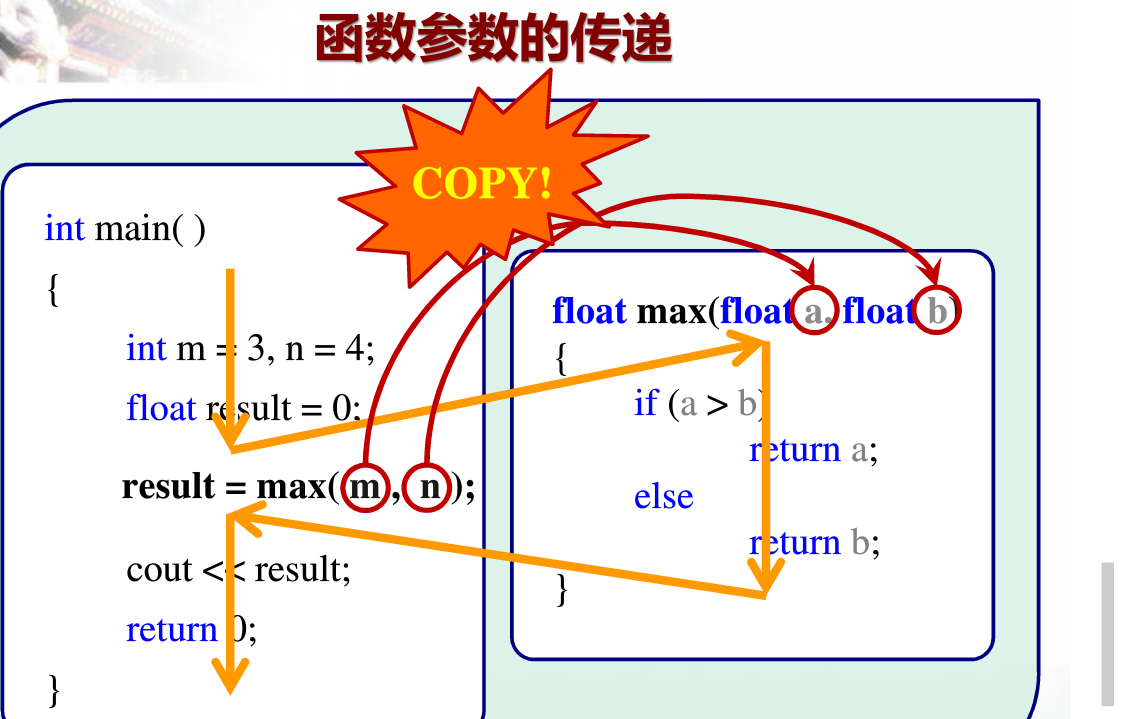 函数参数的传递
COPY!
int main( )
{
int m = 3, n = 4;
float result = 0;
result = max( m , n );
cout << result;
return 0;
}
float max(float a, float b)
{
if (a > b)
return a;
else
return b;
}